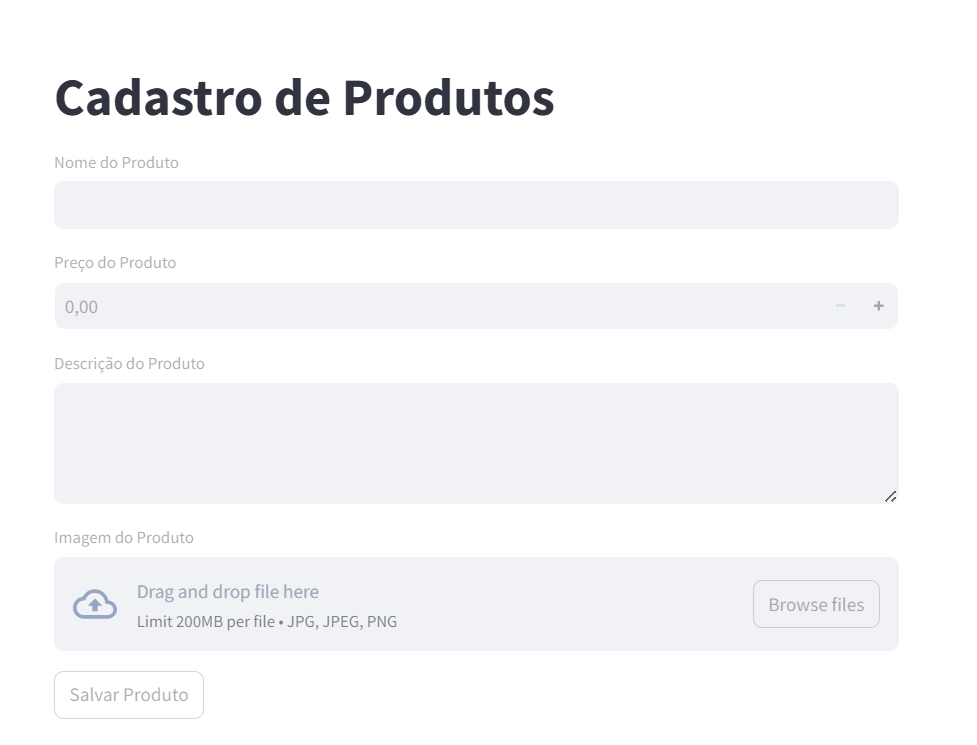 Cadastro de Produtos
Nome do Produto
Preço do Produto
0,00
Descrição do Produto
Imagem do Produto
Drag and drop file here
Limit 200MB per file • JPG, JPEG, PNG
Browse files
Salvar Produto